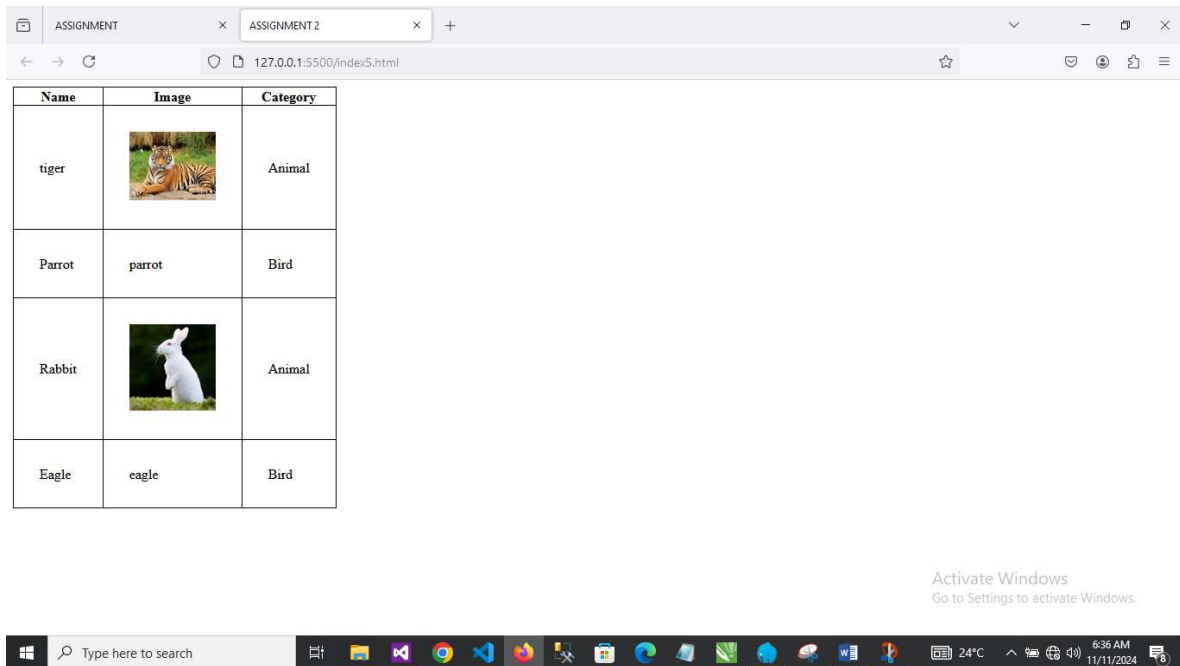 ASSIGNMENT
ASSIGNMENT 2
127.0.0.1:5500/index5.html
Name Image Category
tiger Animal
Parrot parrot Bird
Rabbit Animal
Eagle eagle Bird
Activate Windows
Go to Settings to activate Windows.
Type here to search
24°C
6:36 AM
11/11/2024
8